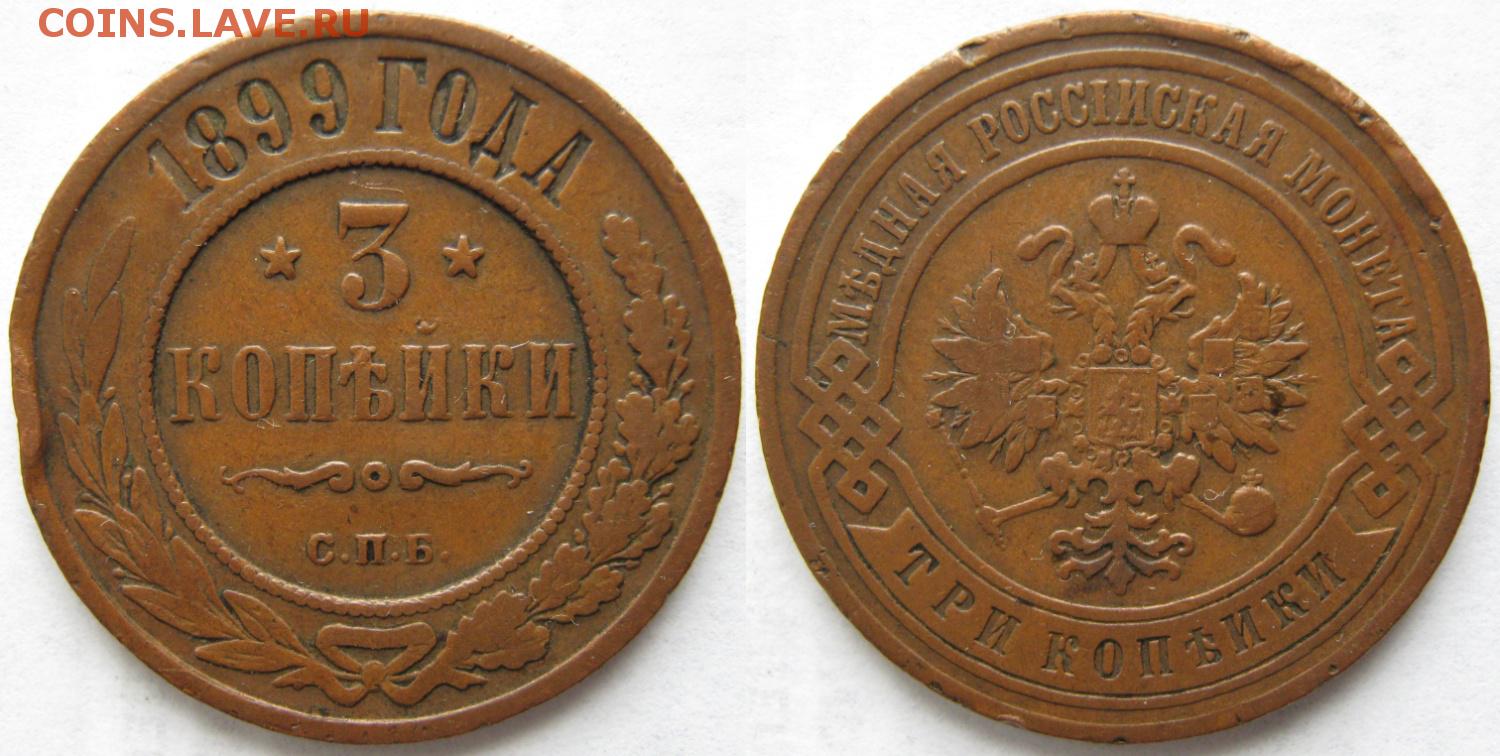 COINS.LAVE.RU
1899 ГОДА
3
КОПѢЙКИ
С.П.Б.
МѢДНАЯ РОССІЙСКАЯ МОНЕТА
ТРИ КОПѢЙКИ